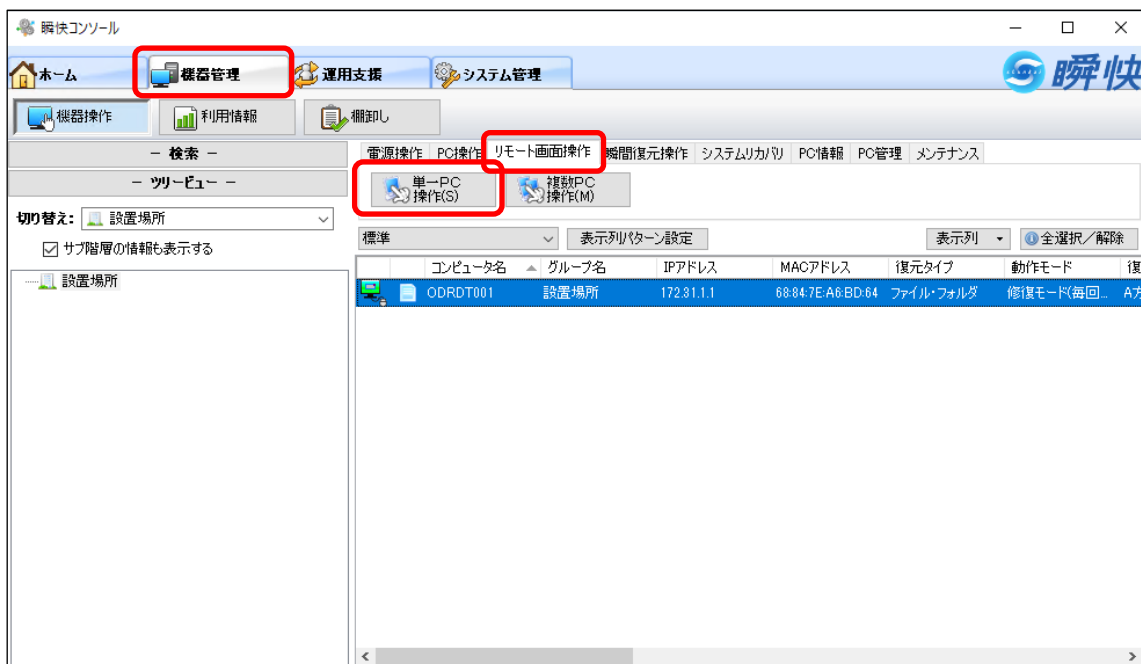 瞬快コンソール
ホーム 機器管理 運用支援 システム管理 瞬快
機器操作 利用情報 棚卸し
－ 検索 － 電源操作 PC操作 リモート画面操作 瞬間復元操作 システムリカバリ PC情報 PC管理 メンテナンス
－ ツリービュー － 単一PC 操作(S) 複数PC 操作(M)
切り替え： 設置場所
標準 表示列パターン設定 表示列 全選択／解除
サブ階層の情報も表示する
コンピュータ名 グループ名 IPアドレス MACアドレス 復元タイプ 動作モード 復
設置場所
ODRDT001 設置場所 172.31.1.1 68:84:7E:A6:BD:64 ファイル・フォルダ 修復モード(毎回... A方